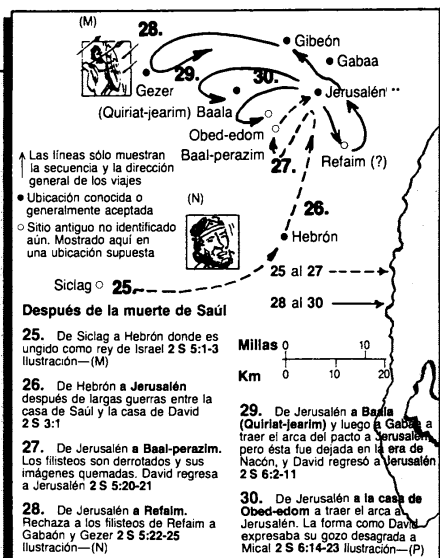 (M)
28.
Gibeón
Gabaa
29.
30.
Gezer
Jerusalén
(Quiriat-jearim) Baala
Obed-edom
Baal-perazim
27.
Refaim (?)
Las líneas sólo muestran
la secuencia y la dirección
general de los viajes
Ubicación conocida o
generalmente aceptada
Sitio antiguo no identificado
aún. Mostrado aquí en
una ubicación supuesta
(N)
26.
Hebrón
Siclag
25.
25 al 27
28 al 30
Millas 0 10
Km 0 10 20
Después de la muerte de Saúl
25. De Siclag a Hebrón donde es
ungido como rey de Israel 2 S 5:1-3
Ilustración—(M)
26. De Hebrón a Jerusalén
después de largas guerras entre la
casa de Saúl y la casa de David
2 S 3:1
27. De Jerusalén a Baal-perazim.
Los filisteos son derrotados y sus
imágenes quemadas. David regresa
a Jerusalén 2 S 5:20-21
28. De Jerusalén a Refaim.
Rechaza a los filisteos de Refaim a
Gabaón y Gezer 2 S 5:22-25
Ilustración—(N)
29. De Jerusalén a Baala
(Quiriat-jearim) y luego a Gabaa a
traer el arca del pacto a Jerusalén
pero ésta fue dejada en la era de
Nacón, y David regresó a Jerusalén
2 S 6:2-11
30. De Jerusalén a la casa de
Obed-edom a traer el arca a
Jerusalén. La forma como David
expresaba su gozo desagrada a
Mical 2 S 6:14-23 Ilustración—(P)